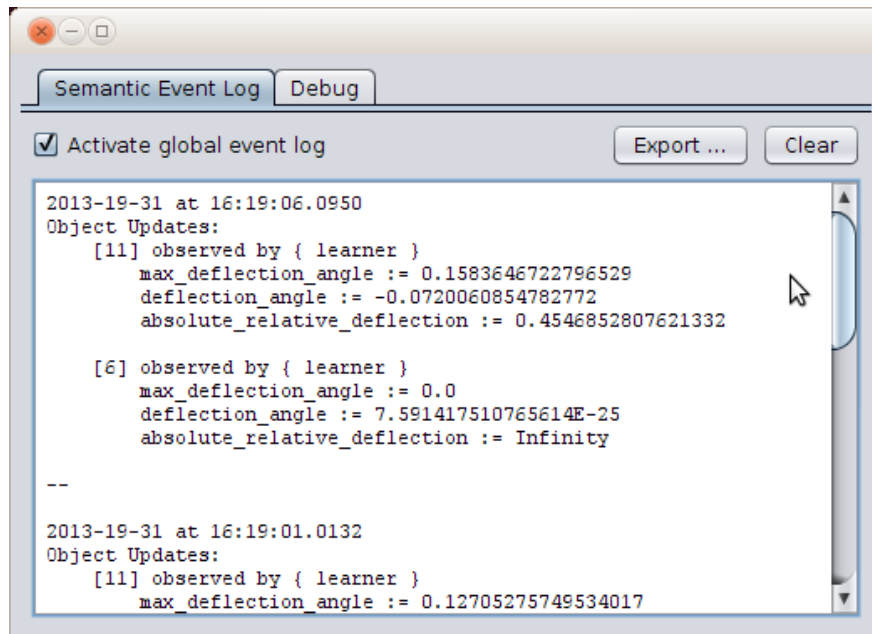 Semantic Event Log Debug
Activate global event log Export ... Clear
2013-19-31 at 16:19:06.0950
Object Updates:
[11] observed by { learner }
max_deflection_angle := 0.1583646722796529
deflection_angle := -0.0720060854782772
absolute_relative_deflection := 0.4546852807621332
[6] observed by { learner }
max_deflection_angle := 0.0
deflection_angle := 7.591417510765614E-25
absolute_relative_deflection := Infinity
--
2013-19-31 at 16:19:01.0132
Object Updates:
[11] observed by { learner }
max_deflection_angle := 0.12705275749534017